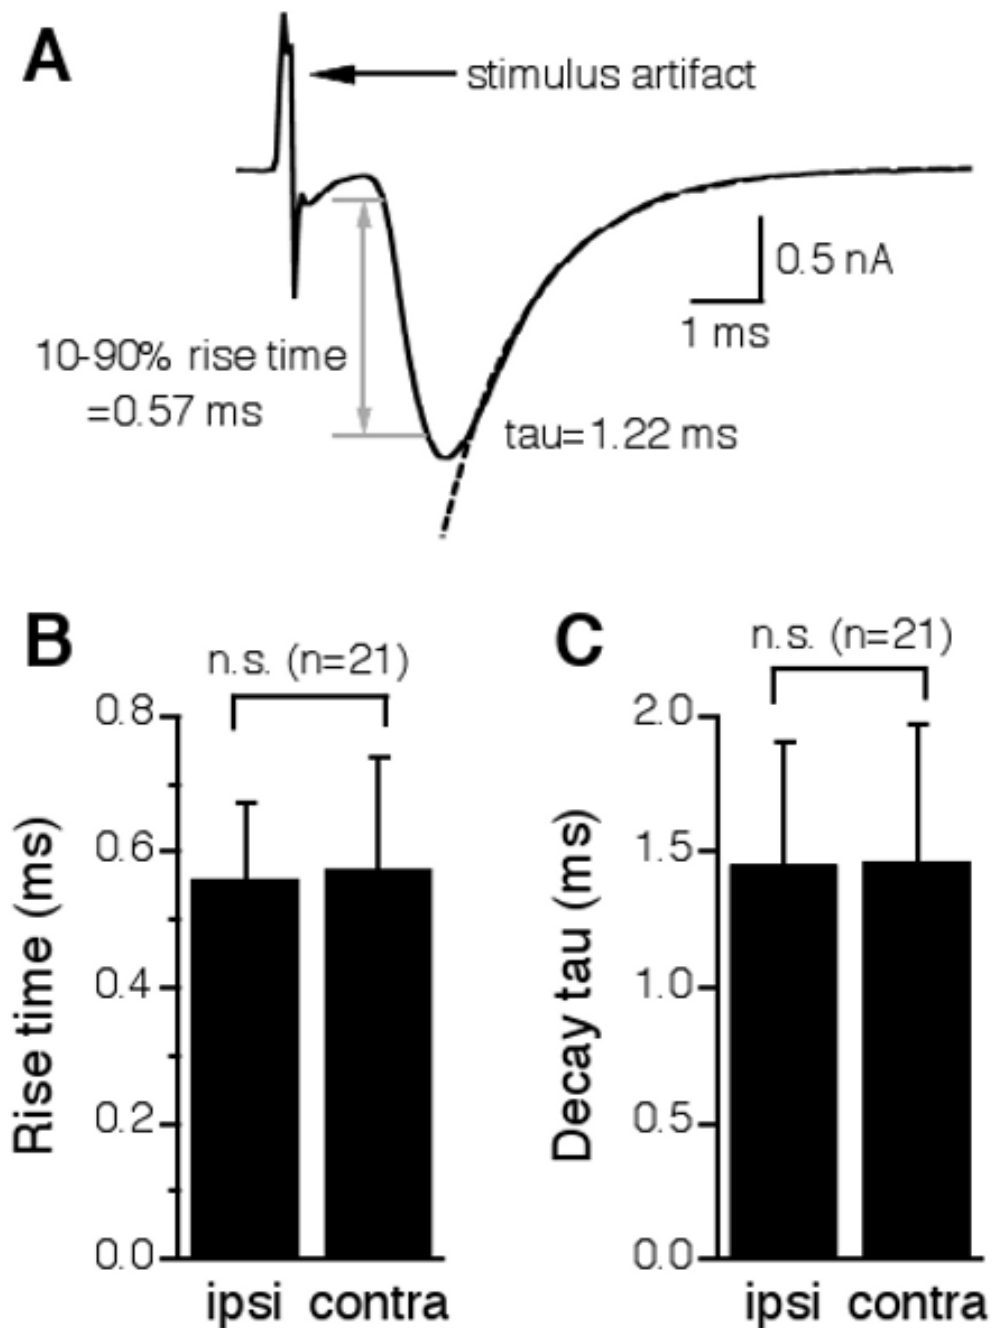 A
stimulus artifact
0.5 nA
1 ms
10-90% rise time
=0.57 ms
tau=1.22 ms
B
n.s. (n=21)
0.8
0.6
0.4
0.2
0.0
Rise time (ms)
ipsi contra
C
n.s. (n=21)
2.0
1.5
1.0
0.5
0.0
Decay tau (ms)
ipsi contra